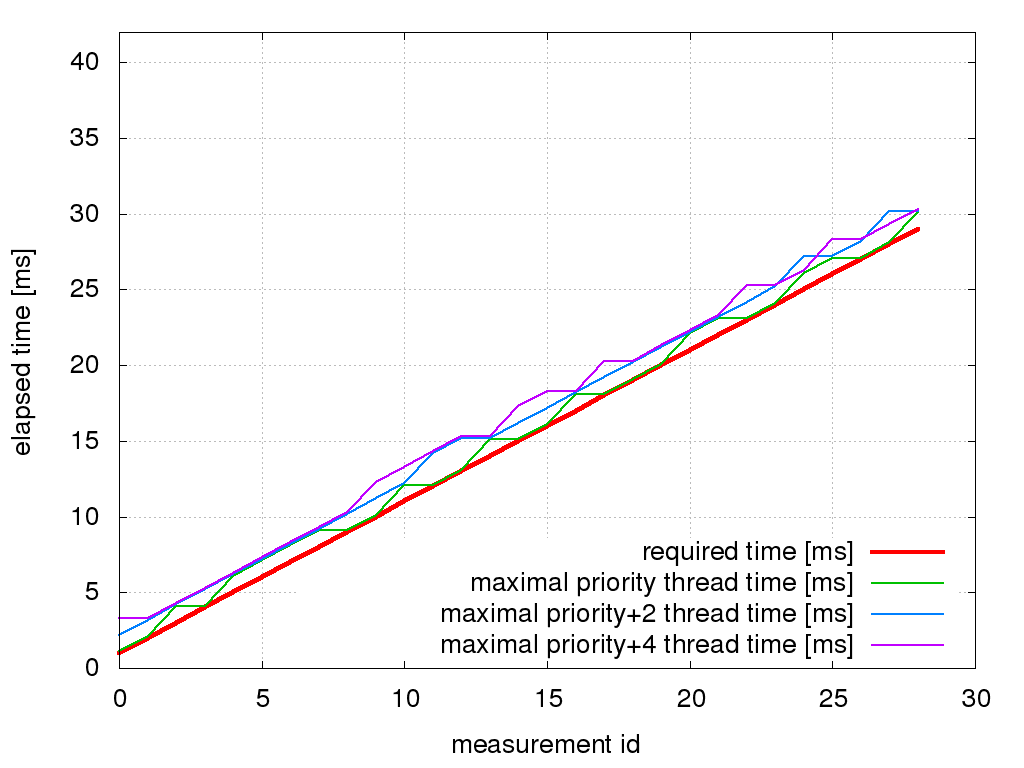 40
35
30
25
20
15
10
5
0
elapsed time [ms]
required time [ms]
maximal priority thread time [ms]
maximal priority+2 thread time [ms]
maximal priority+4 thread time [ms]
0 5 10 15 20 25 30
measurement id